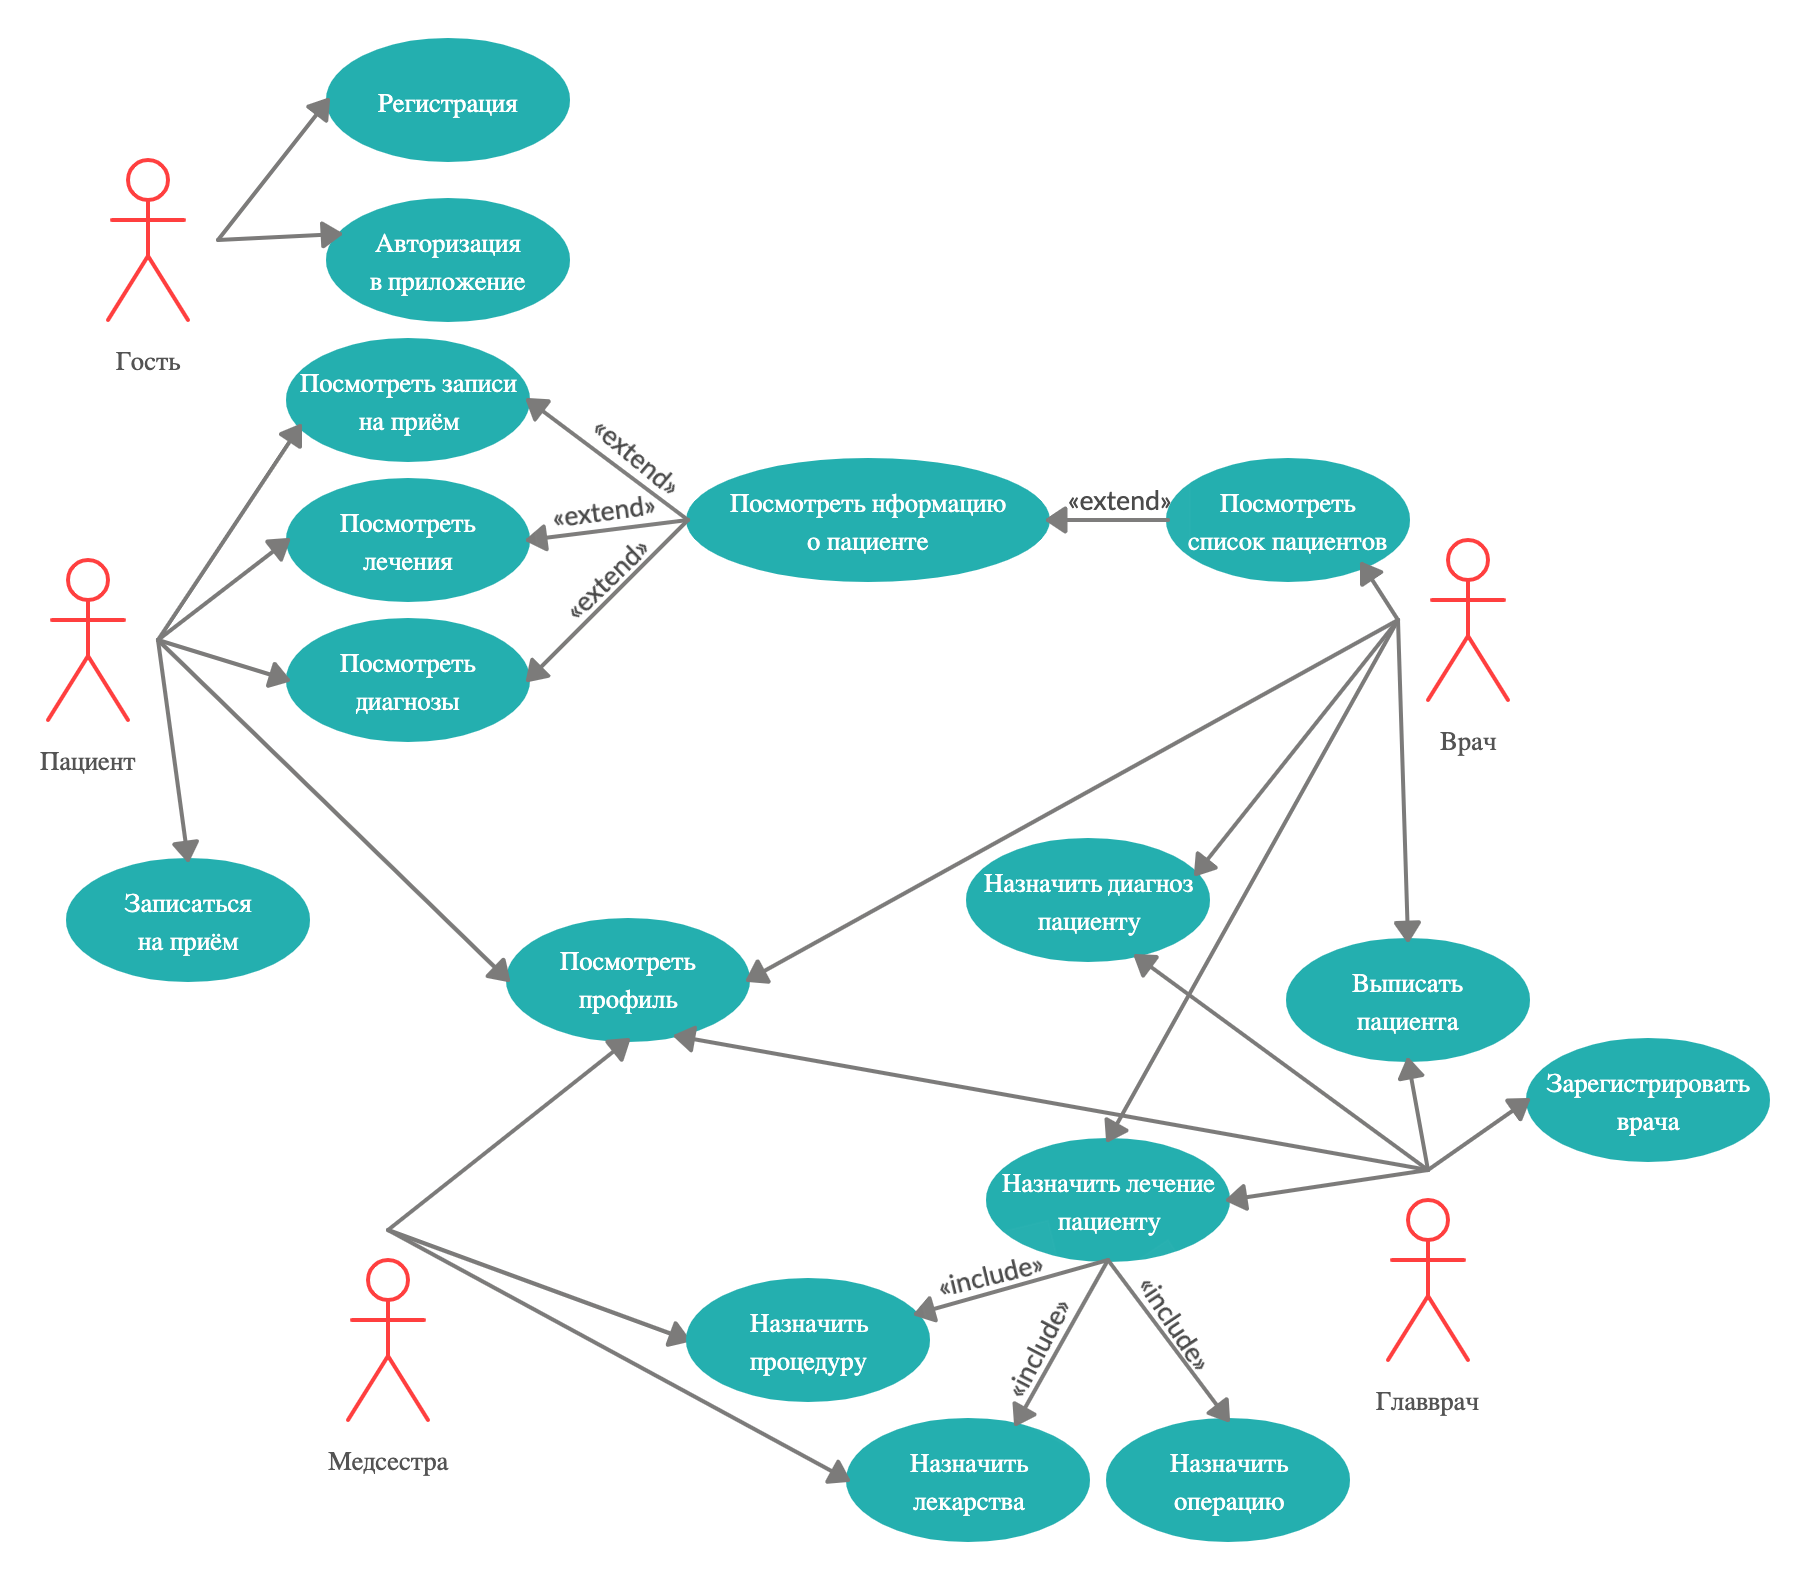 Регистрация
Авторизация
в приложение
Гость
Посмотреть записи
на приём
«extend»
Посмотреть
лечения
«extend»
«extend»
Посмотреть нформацию
о пациенте
«extend»
Посмотреть
список пациентов
Посмотреть
диагнозы
Пациент
Врач
Записаться
на приём
Посмотреть
профиль
Назначить диагноз
пациенту
Выписать
пациента
Зарегистрировать
врача
Назначить лечение
пациенту
«include»
«include»
«include»
Назначить
процедуру
Главврач
Медсестра
Назначить
лекарства
Назначить
операцию